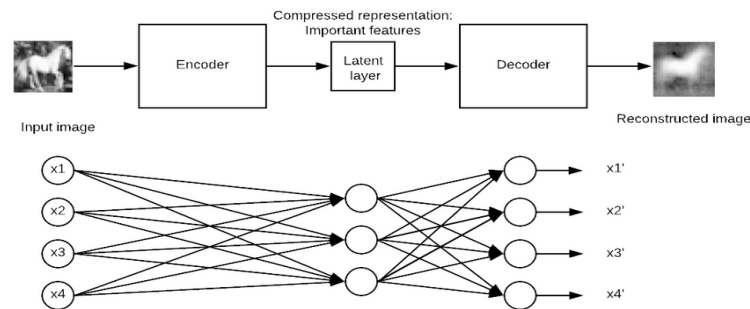 Compressed representation:
Important features
Encoder
Latent
layer
Decoder
Input image
Reconstructed image
x1
x1'
x2
x2'
x3
x3'
x4
x4'